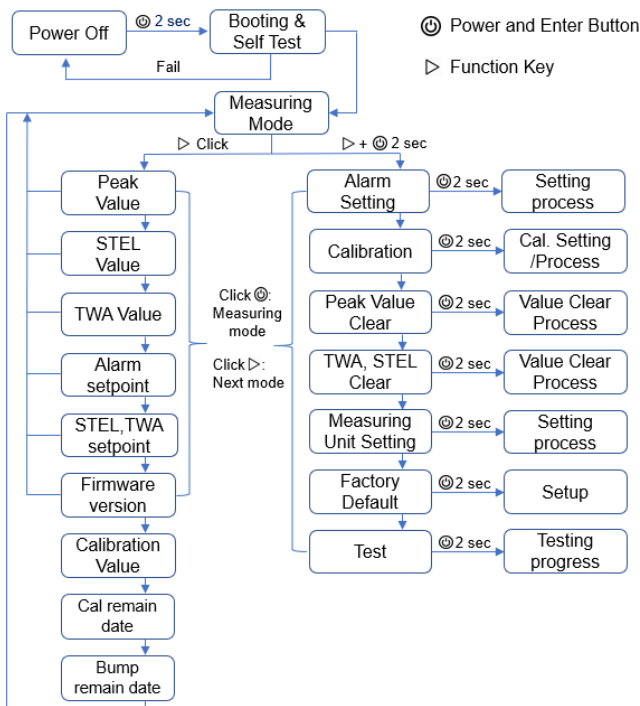 Power Off
⏻ 2 sec
Booting &
Self Test
Fail
⏻ Power and Enter Button
▷ Function Key
Measuring
Mode
▷ Click
▷ + ⏻ 2 sec
Peak
Value
STEL
Value
TWA Value
Alarm
setpoint
STEL,TWA
setpoint
Firmware
version
Calibration
Value
Cal remain
date
Bump
remain date
Click ⏻:
Measuring
mode
Click ▷:
Next mode
Alarm
Setting
⏻2 sec
Setting
process
Calibration
⏻2 sec
Cal. Setting
/Process
Peak Value
Clear
⏻2 sec
Value Clear
Process
TWA, STEL
Clear
⏻2 sec
Value Clear
Process
Measuring
Unit Setting
⏻2 sec
Setting
process
Factory
Default
⏻2 sec
Setup
Test
⏻2 sec
Testing
progress